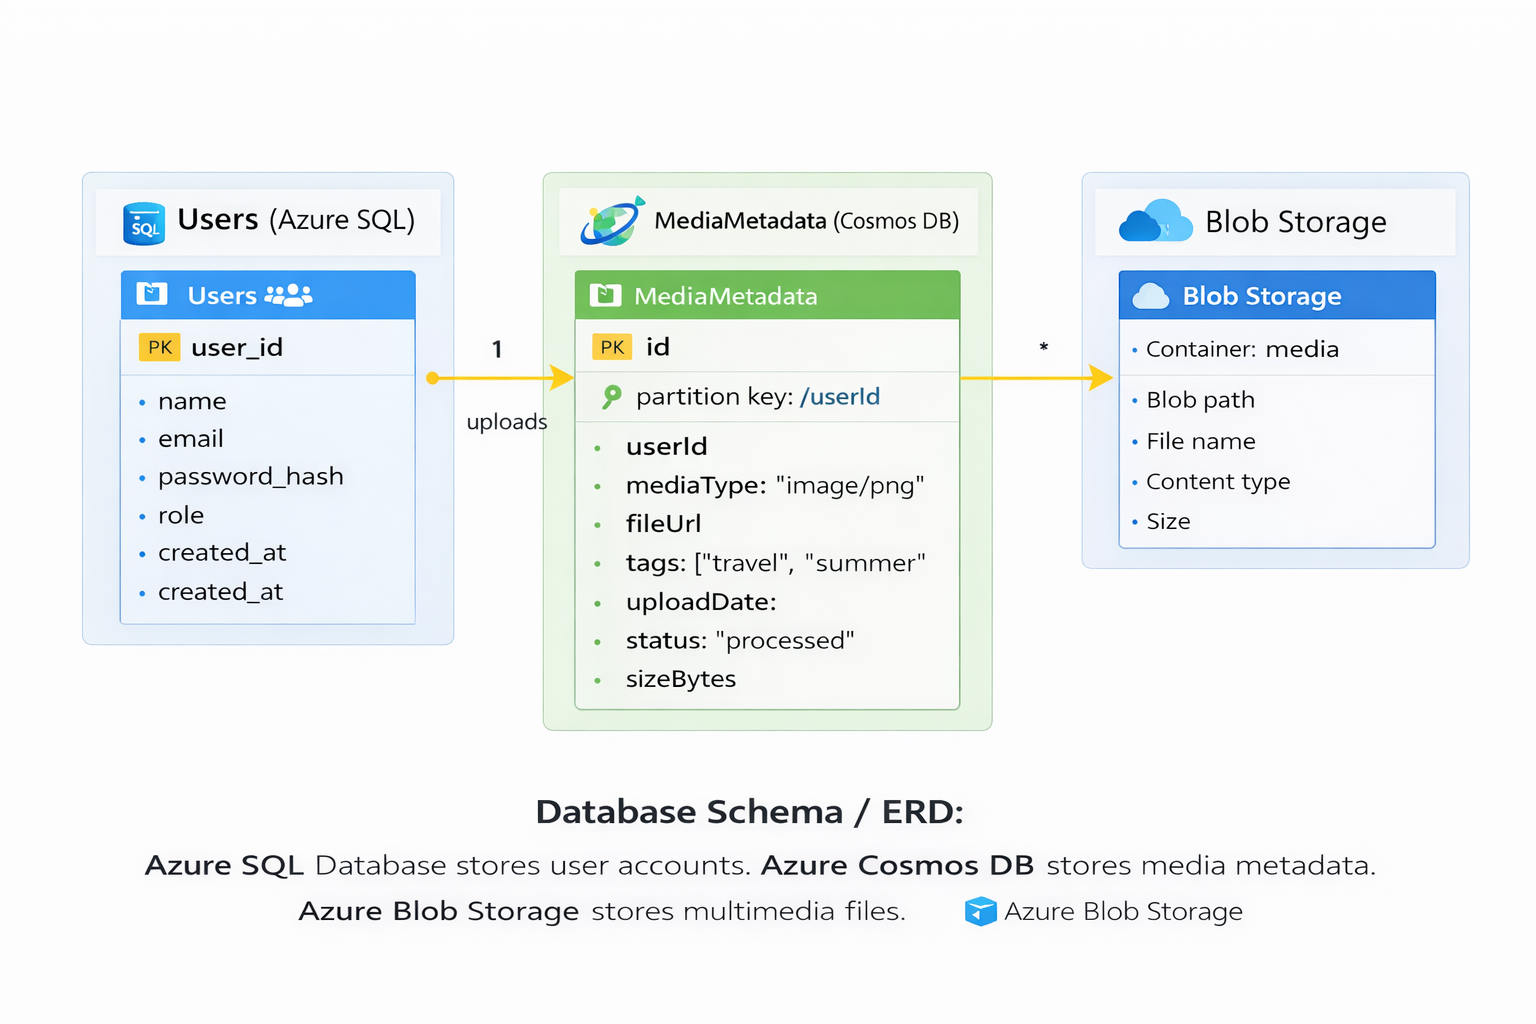 SQL Users (Azure SQL)
Users
PK user_id
• name
• email
• password_hash
• role
• created_at
• created_at
1
uploads
MediaMetadata (Cosmos DB)
MediaMetadata
PK id
partition key: /userId
• userId
• mediaType: "image/png"
• fileUrl
• tags: ["travel", "summer"
• uploadDate:
• status: "processed"
• sizeBytes
*
Blob Storage
Blob Storage
• Container: media
• Blob path
• File name
• Content type
• Size
Database Schema / ERD:
Azure SQL Database stores user accounts. Azure Cosmos DB stores media metadata.
Azure Blob Storage stores multimedia files. Azure Blob Storage